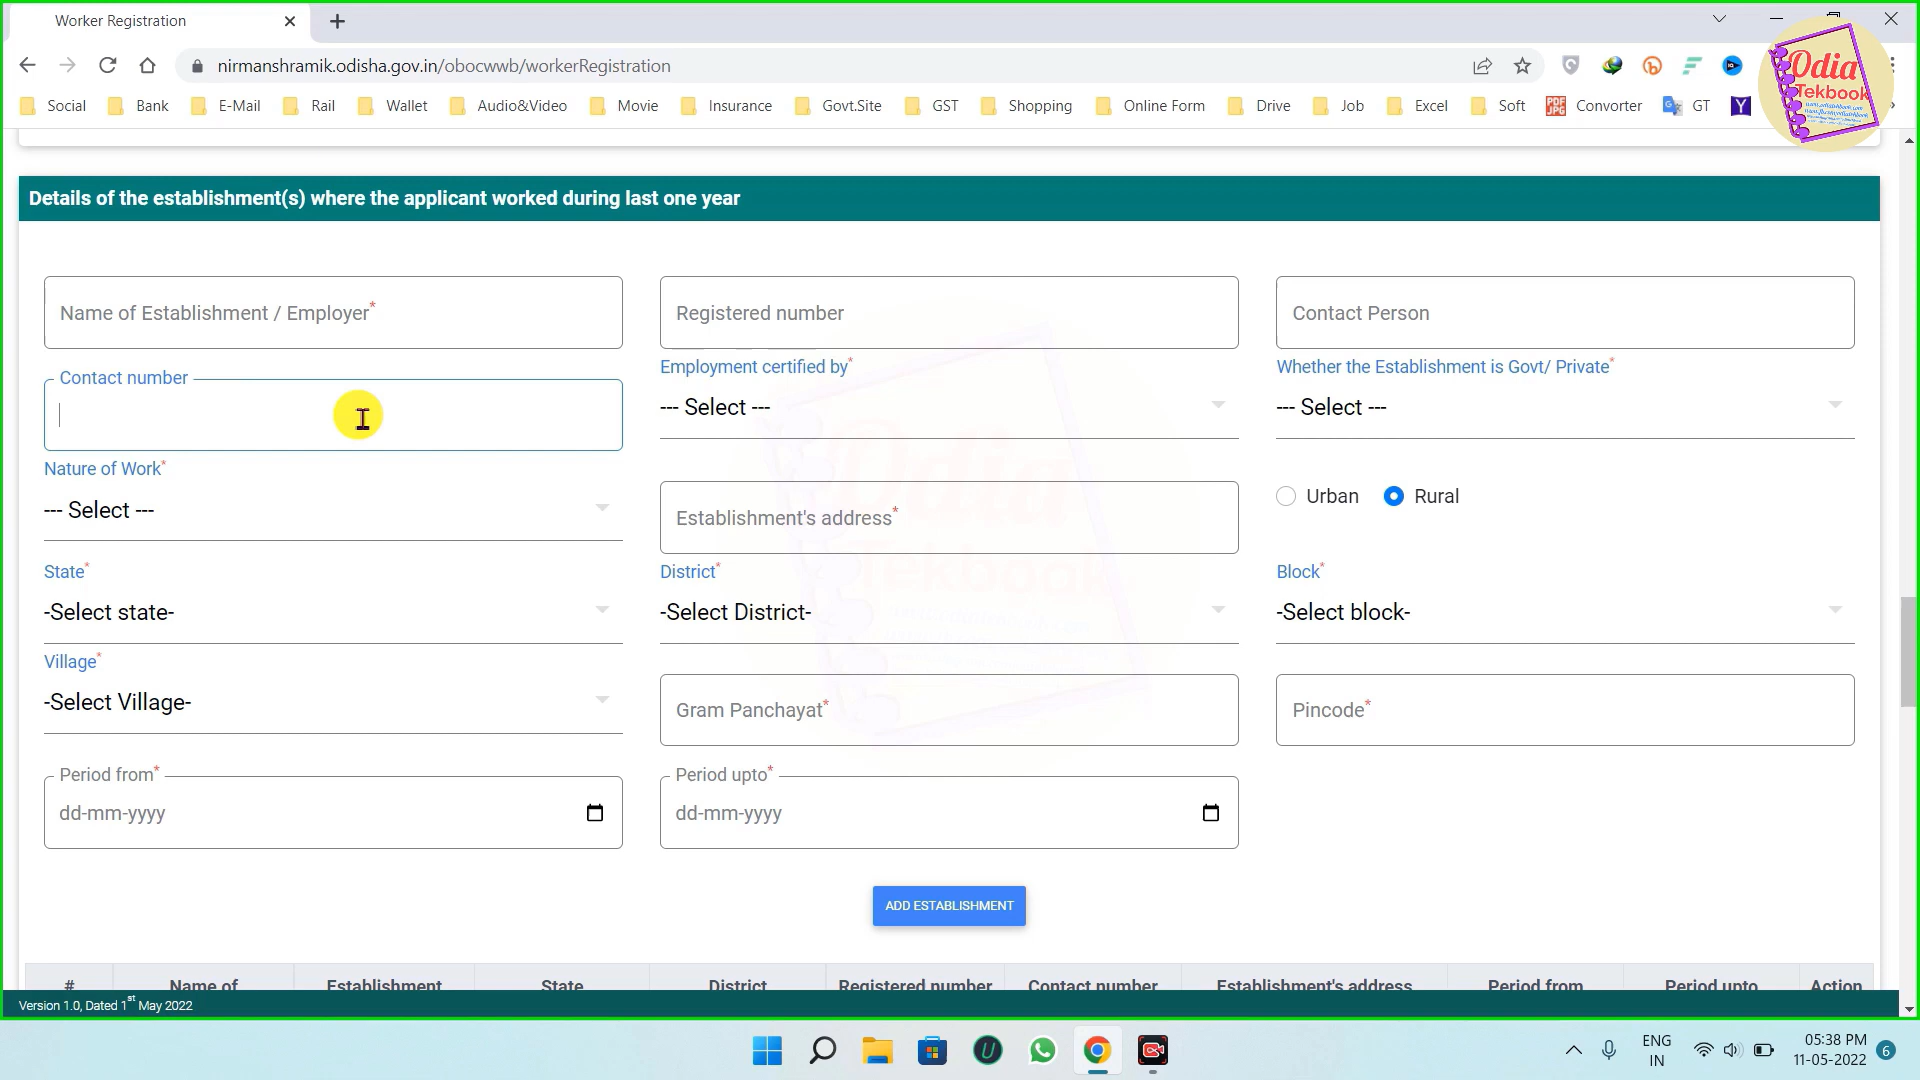 Worker Registration
nirmanshramik.odisha.gov.in/obocwwb/workerRegistration
Social Bank E-Mail Rail Wallet Audio&Video Movie Insurance Govt.Site GST Shopping Online Form Drive Job Excel Soft Convorter GT
Odia
Tekbook
Details of the establishment(s) where the applicant worked during last one year
Name of Establishment / Employer* Registered number Contact Person
Contact number Employment certified by* Whether the Establishment is Govt/ Private*
--- Select --- --- Select ---
Nature of Work*
--- Select --- Establishment's address* Urban Rural
State* District* Block*
-Select state- -Select District- -Select block-
Village*
-Select Village- Gram Panchayat* Pincode*
Period from* Period upto*
dd-mm-yyyy dd-mm-yyyy
ADD ESTABLISHMENT
# Name of Establishment State District Registered number Contact number Establishment's address Period from Period upto Action
Version 1.0, Dated 1st May 2022
ENG
IN
05:38 PM
11-05-2022
6